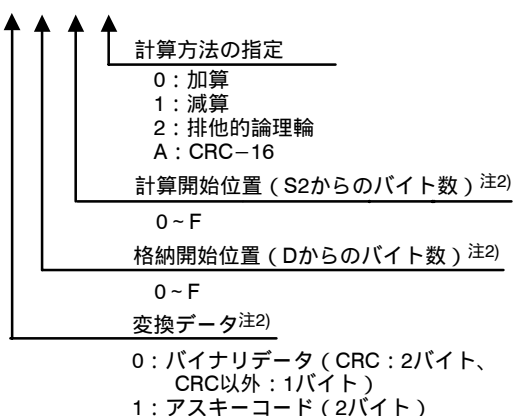 計算方法の指定
0：加算
1：減算
2：排他的論理輪
A：CRC−16
計算開始位置（S2からのバイト数）注2)
0～F
格納開始位置（Dからのバイト数）注2)
0～F
変換データ注2)
0：バイナリデータ（CRC：2バイト、
CRC以外：1バイト）
1：アスキーコード（2バイト）